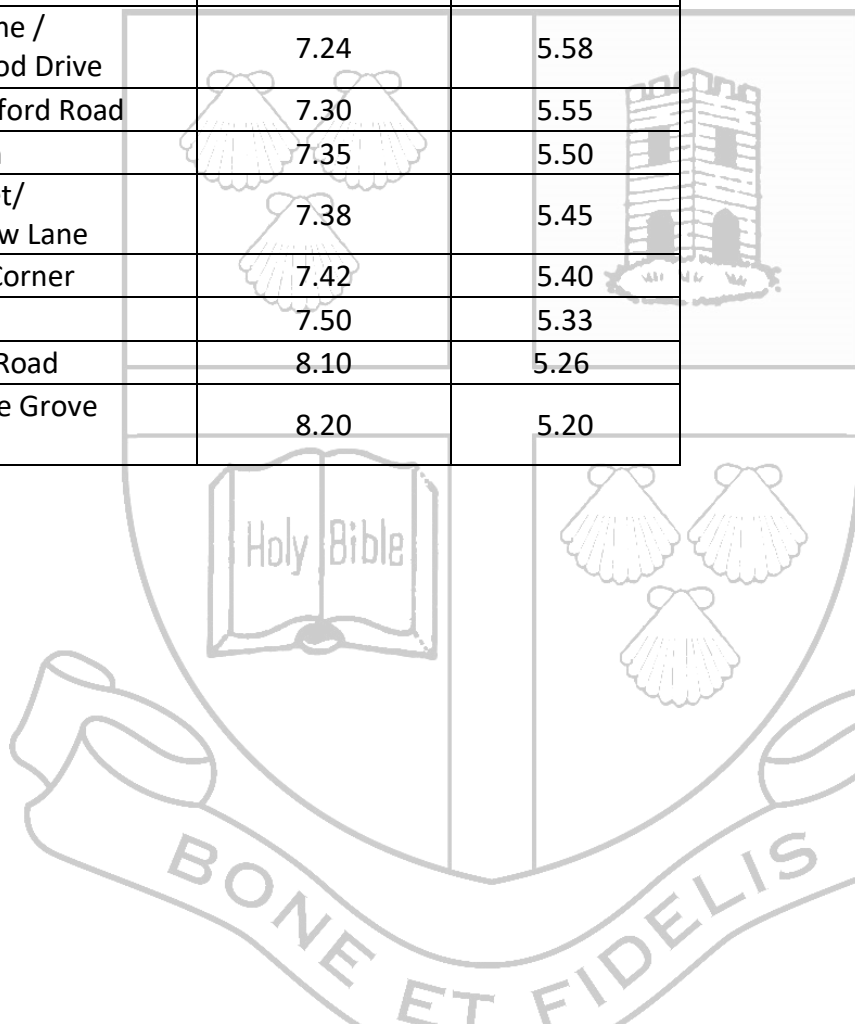 ne /
od Drive 7.24 5.58
ford Road 7.30 5.55
7.35 5.50
et/
w Lane 7.38 5.45
Corner 7.42 5.40
7.50 5.33
Road 8.10 5.26
e Grove 8.20 5.20
Holy Bible
BONE ET FIDELIS